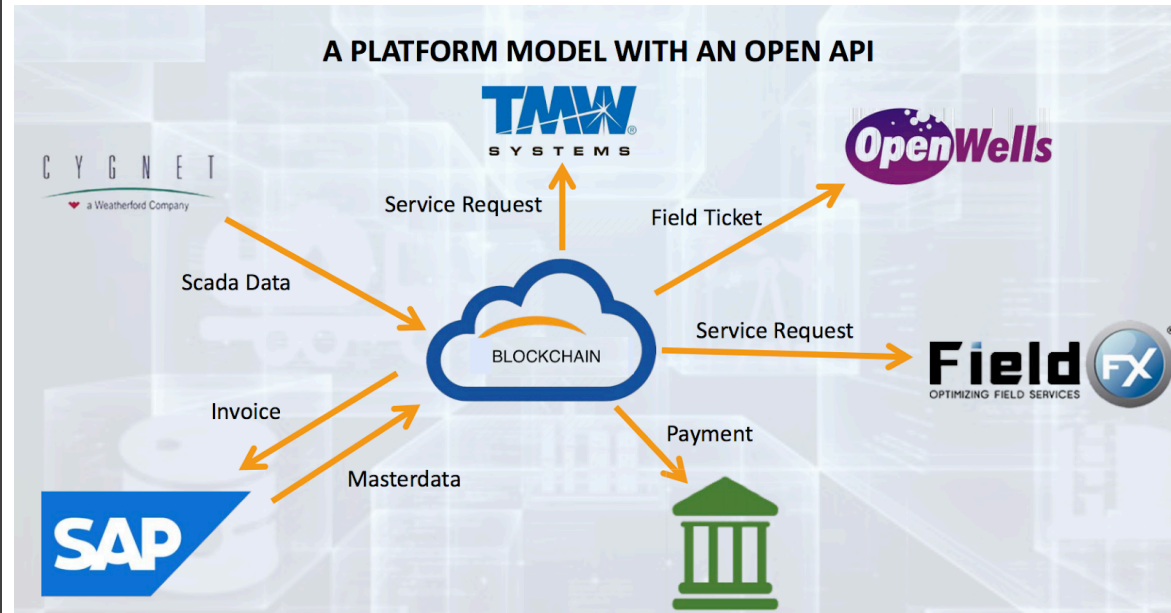 A PLATFORM MODEL WITH AN OPEN API
TMW®
SYSTEMS
OpenWells
CYGNET
a Weatherford Company
Service Request
Field Ticket
Scada Data
Service Request
BLOCKCHAIN
Field FX®
OPTIMIZING FIELD SERVICES
Invoice
Payment
Masterdata
SAP